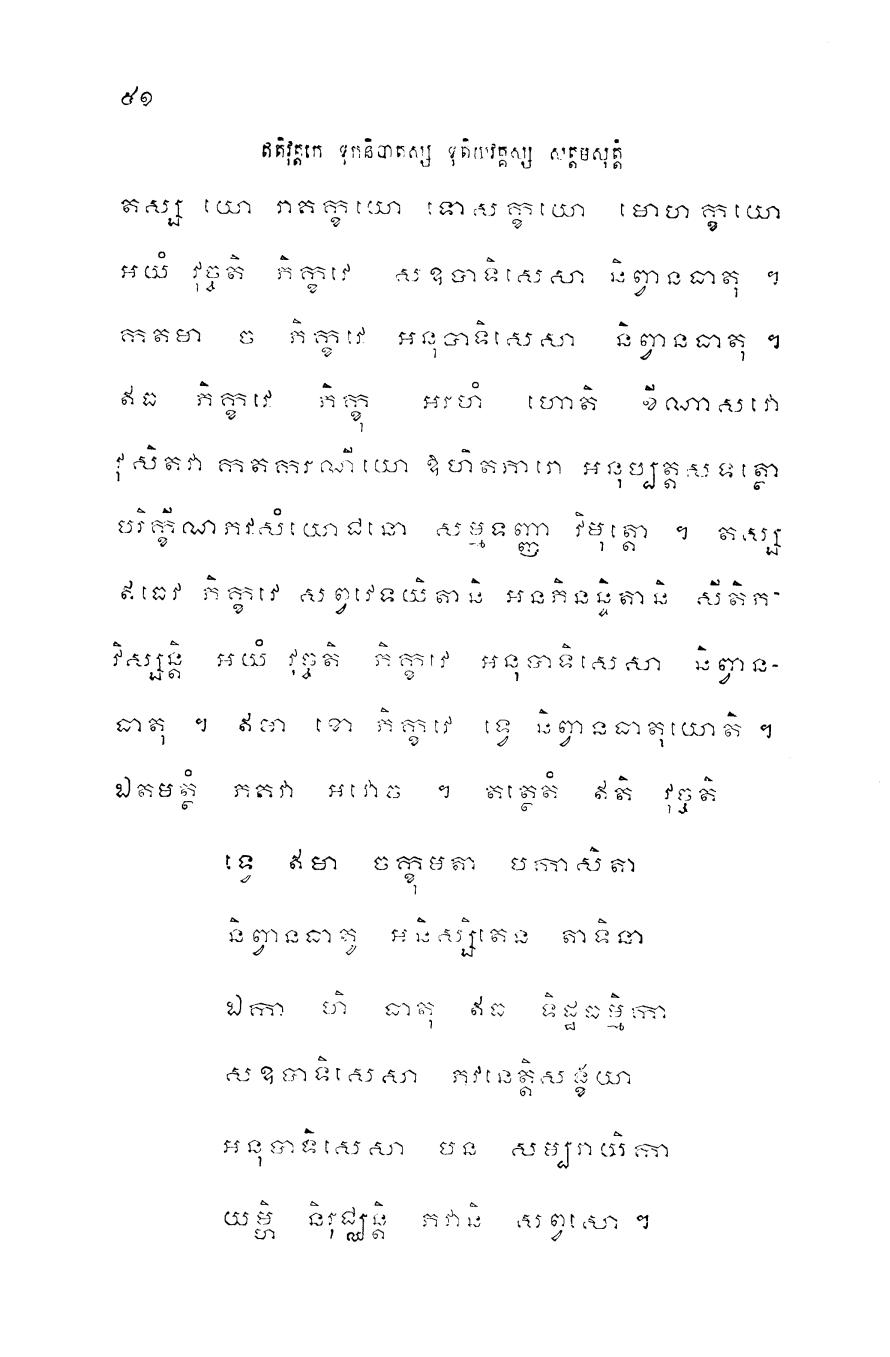 ៥១
ឥតិវុត្តកេ ទុកនិបាតស្ស ទុតិយវគ្គស្ស សត្តមសុត្តំ
តស្ស យោ រាគក្ខយោ ទោសក្ខយោ មោហក្ខយោ
អយំ វុច្ចតិ ភិក្ខវេ សឧបាទិសេសា និព្វានធាតុ ។
កតមា ច ភិក្ខវេ អនុបាទិសេសា និព្វានធាតុ ។
ឥធ ភិក្ខវេ ភិក្ខុ អរហំ ហោតិ ខីណាសវោ
វុសិតវា កតករណីយោ ឱហិតភារោ អនុប្បត្តសទត្ថោ
បរិក្ខីណាភវសំយោជនោ សម្មទញ្ញា វិមុត្តោ ។ តស្ស
ឥធេវ ភិក្ខវេ សព្វវេទយិតានិ អនភិនន្ទិតានិ សីតិភ-
វិស្សន្តិ អយំ វុច្ចតិ ភិក្ខវេ អនុបាទិសេសា និព្វាន-
ធាតុ ។ ឥមា ខោ ភិក្ខវេ ទ្វេ និព្វានធាតុយោតិ ។
ឯតមត្ថំ ភគវា អវោច ។ តត្ថេតំ ឥតិ វុច្ចតិ
ទ្វេ ឥមា ចក្ខុមតា បកាសិតា
និព្វានធាតូ អនិស្សិតេន តាទិនា
ឯកា ហិ ធាតុ ឥធ ទិដ្ឋធម្មិកា
សឧបាទិសេសា ភវនេត្តិសង្ខយា
អនុបាទិសេសា បន សម្បរាយិកា
យម្ហិ និរុជ្ឈន្តិ ភវានិ សព្វសោ ។